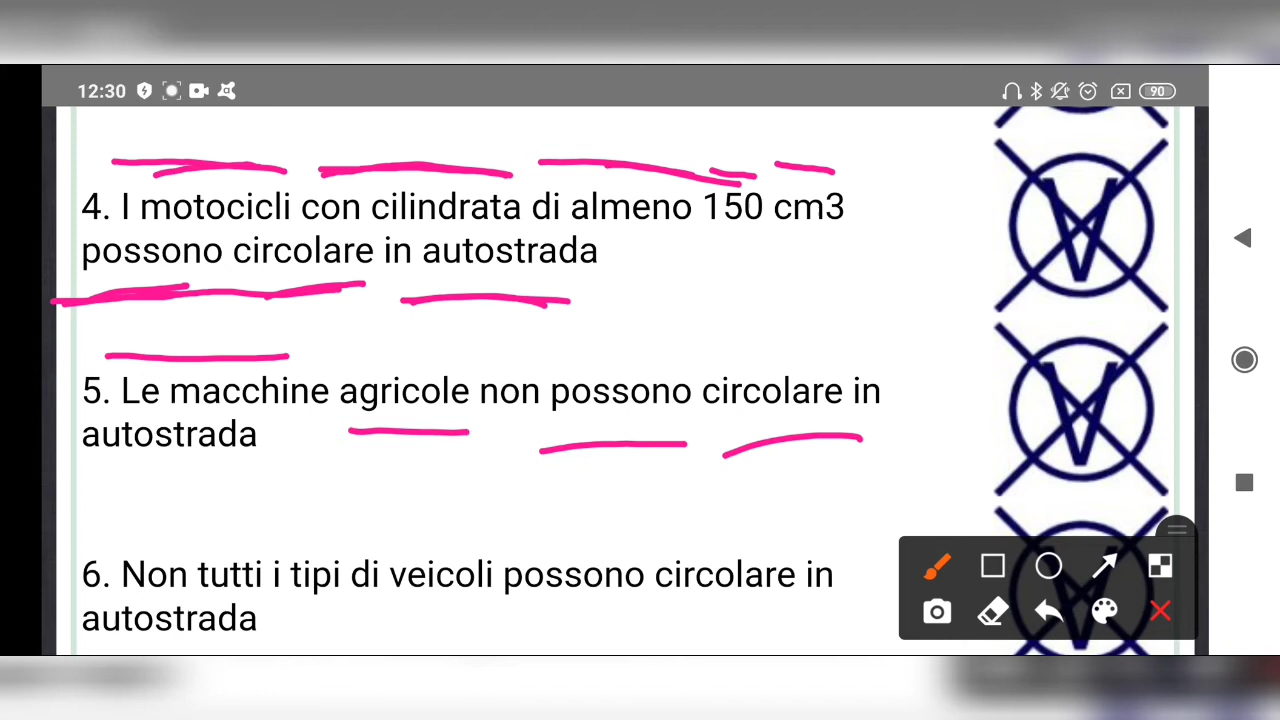 12:30
90
4. I motocicli con cilindrata di almeno 150 cm3
possono circolare in autostrada
V
5. Le macchine agricole non possono circolare in
autostrada
V
6. Non tutti i tipi di veicoli possono circolare in
autostrada
V